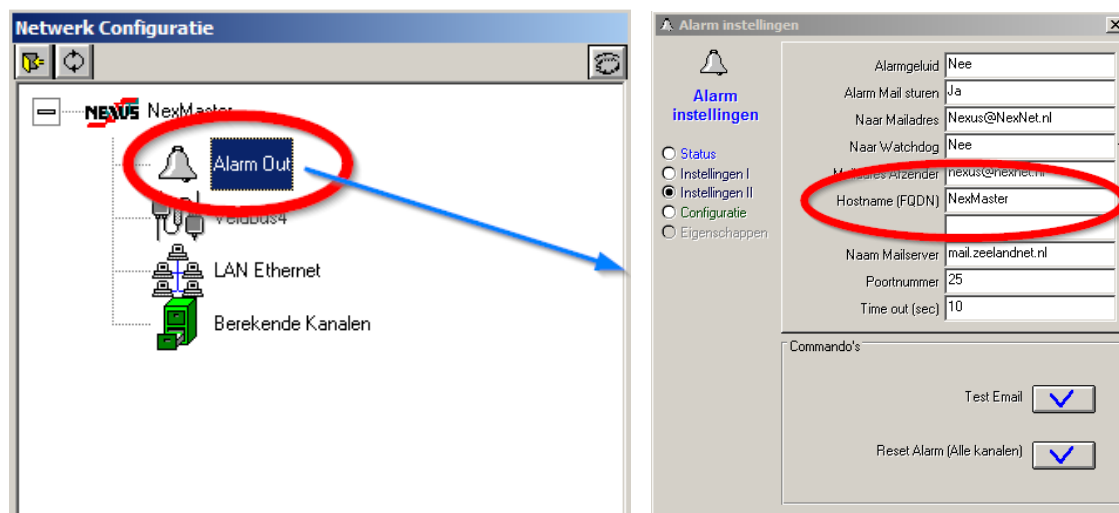 Netwerk Configuratie
NEXUS NexMaster
Alarm Out
Veldbus4
LAN Ethernet
Berekende Kanalen
Alarm instellingen
Alarm
instellingen
Status
Instellingen I
Instellingen II
Configuratie
Eigenschappen
Alarmgeluid Nee
Alarm Mail sturen Ja
Naar Mailadres Nexus@NexNet.nl
Naar Watchdog Nee
Mailadres Afzender nexus@nexnet.nl
Hostname (FQDN) NexMaster
Naam Mailserver mail.zeelandnet.nl
Poortnummer 25
Time out (sec) 10
Commando's
Test Email
Reset Alarm (Alle kanalen)